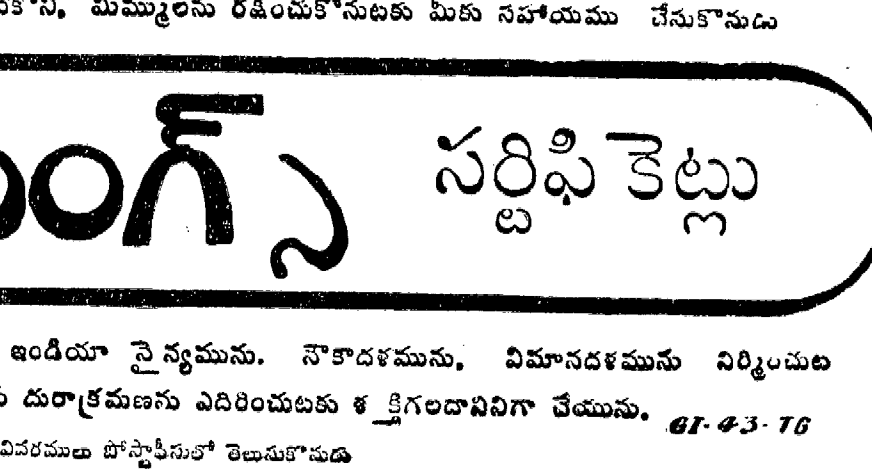 మిమ్ములను రక్షించుకొనుటకు మీకు సహాయము చేసుకొనుడు
ంగ్స్ సర్టిఫికెట్లు
ఇండియా సైన్యమును. నౌకాదళమును, విమానదళమును నిర్మించుట
దురాక్రమణను ఎదిరించుటకు శక్తిగలదానినిగా చేయును. GI-43-TG
వివరములు పోస్టాఫీసులో తెలుసుకొనుడు